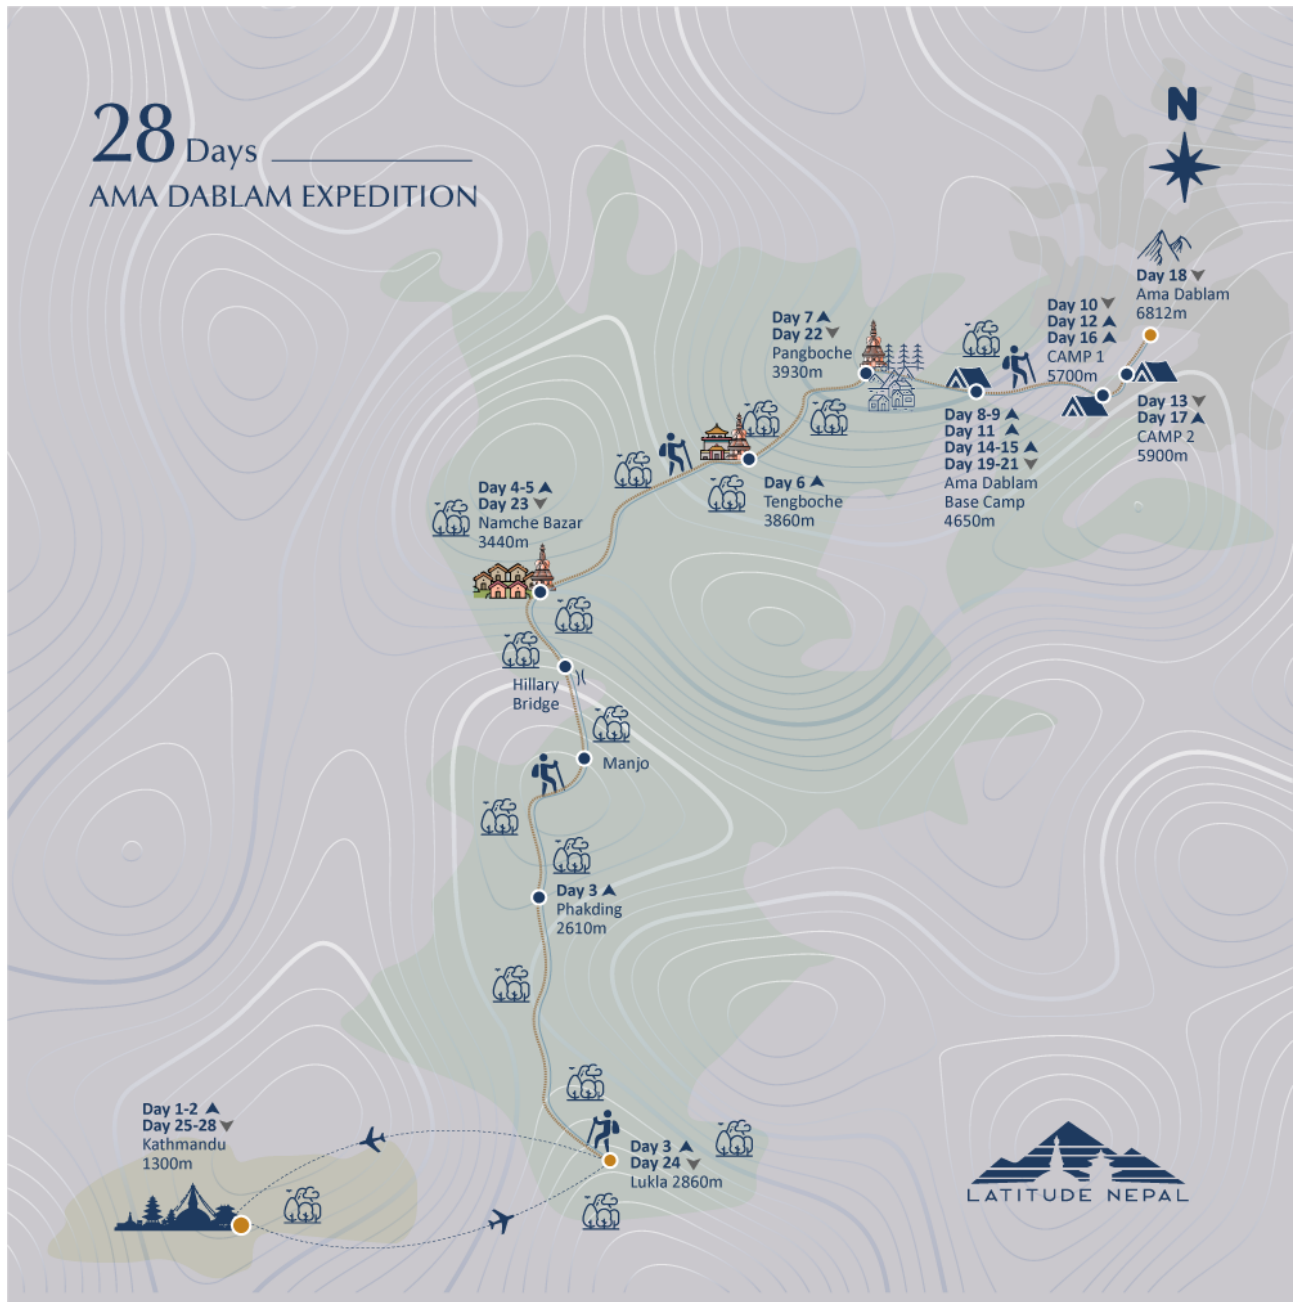 28 Days
AMA DABLAM EXPEDITION
N
Day 18
Ama Dablam
6812m
Day 10
Day 12
Day 16
CAMP 1
5700m
Day 7
Day 22
Pangboche
3930m
Day 13
Day 17
CAMP 2
5900m
Day 8-9
Day 11
Day 14-15
Day 19-21
Ama Dablam
Base Camp
4650m
Day 6
Tengboche
3860m
Day 4-5
Day 23
Namche Bazar
3440m
Hillary
Bridge
Manjo
Day 3
Phakding
2610m
Day 1-2
Day 25-28
Kathmandu
1300m
Day 3
Day 24
Lukla 2860m
LATITUDE NEPAL